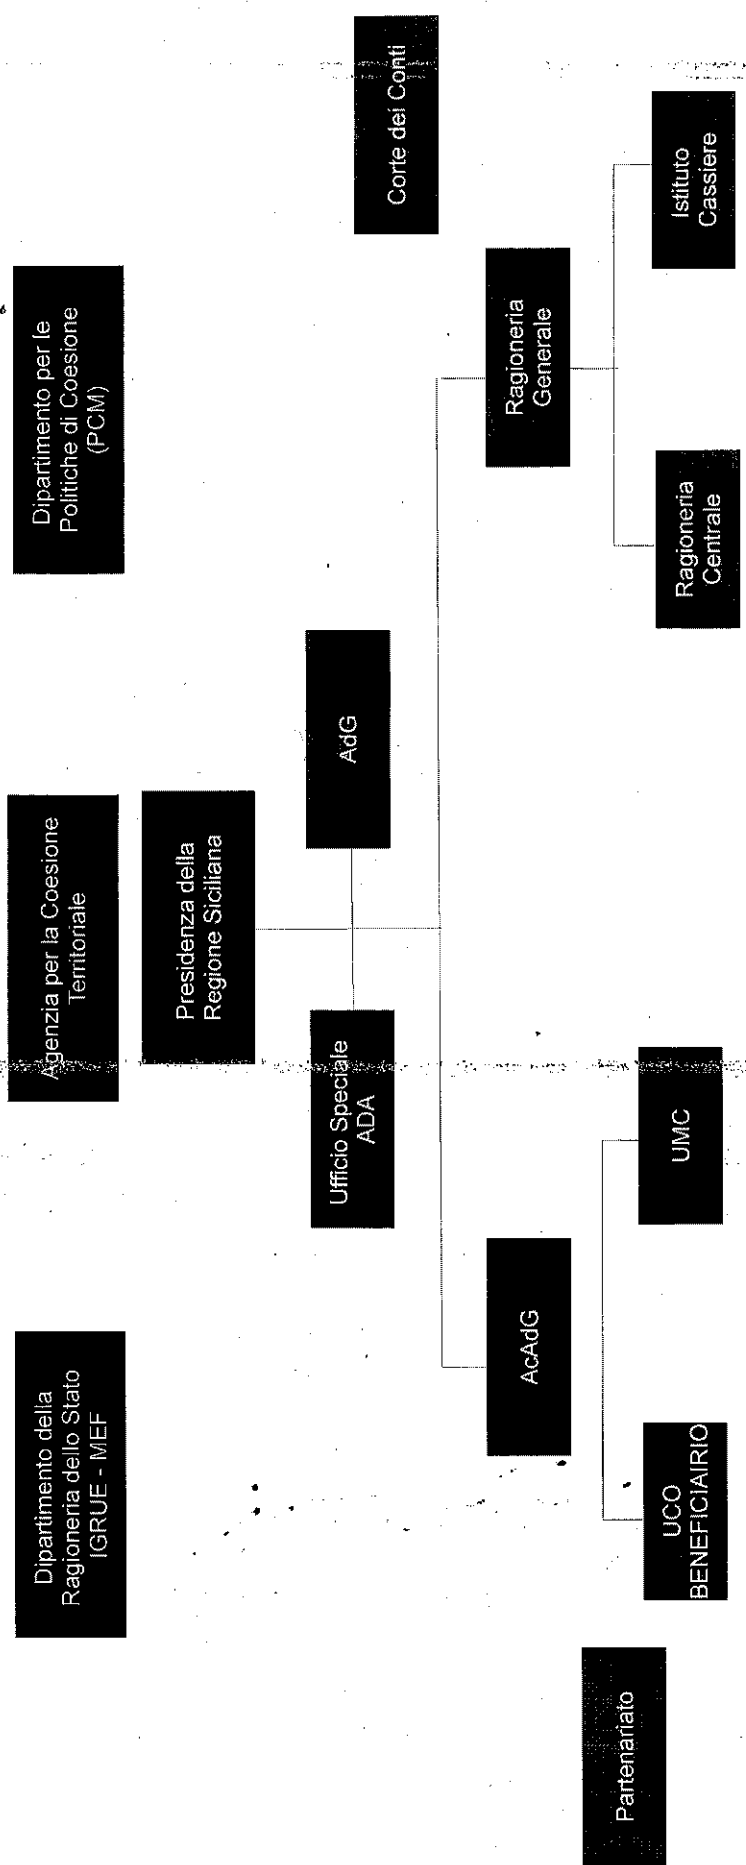 Dipartimento della
Ragioneria dello Stato
IGRUE - MEF
Agenzia per la Coesione
Territoriale
Dipartimento per le
Politiche di Coesione
(PCM)
Presidenza della
Regione Siciliana
Ufficio Speciale
ADA
AdG
Corte dei Conti
AcAdG
Ragioneria
Generale
Partenariato
UCO
BENEFICIAIRIO
UMC
Ragioneria
Centrale
Istituto
Cassiere